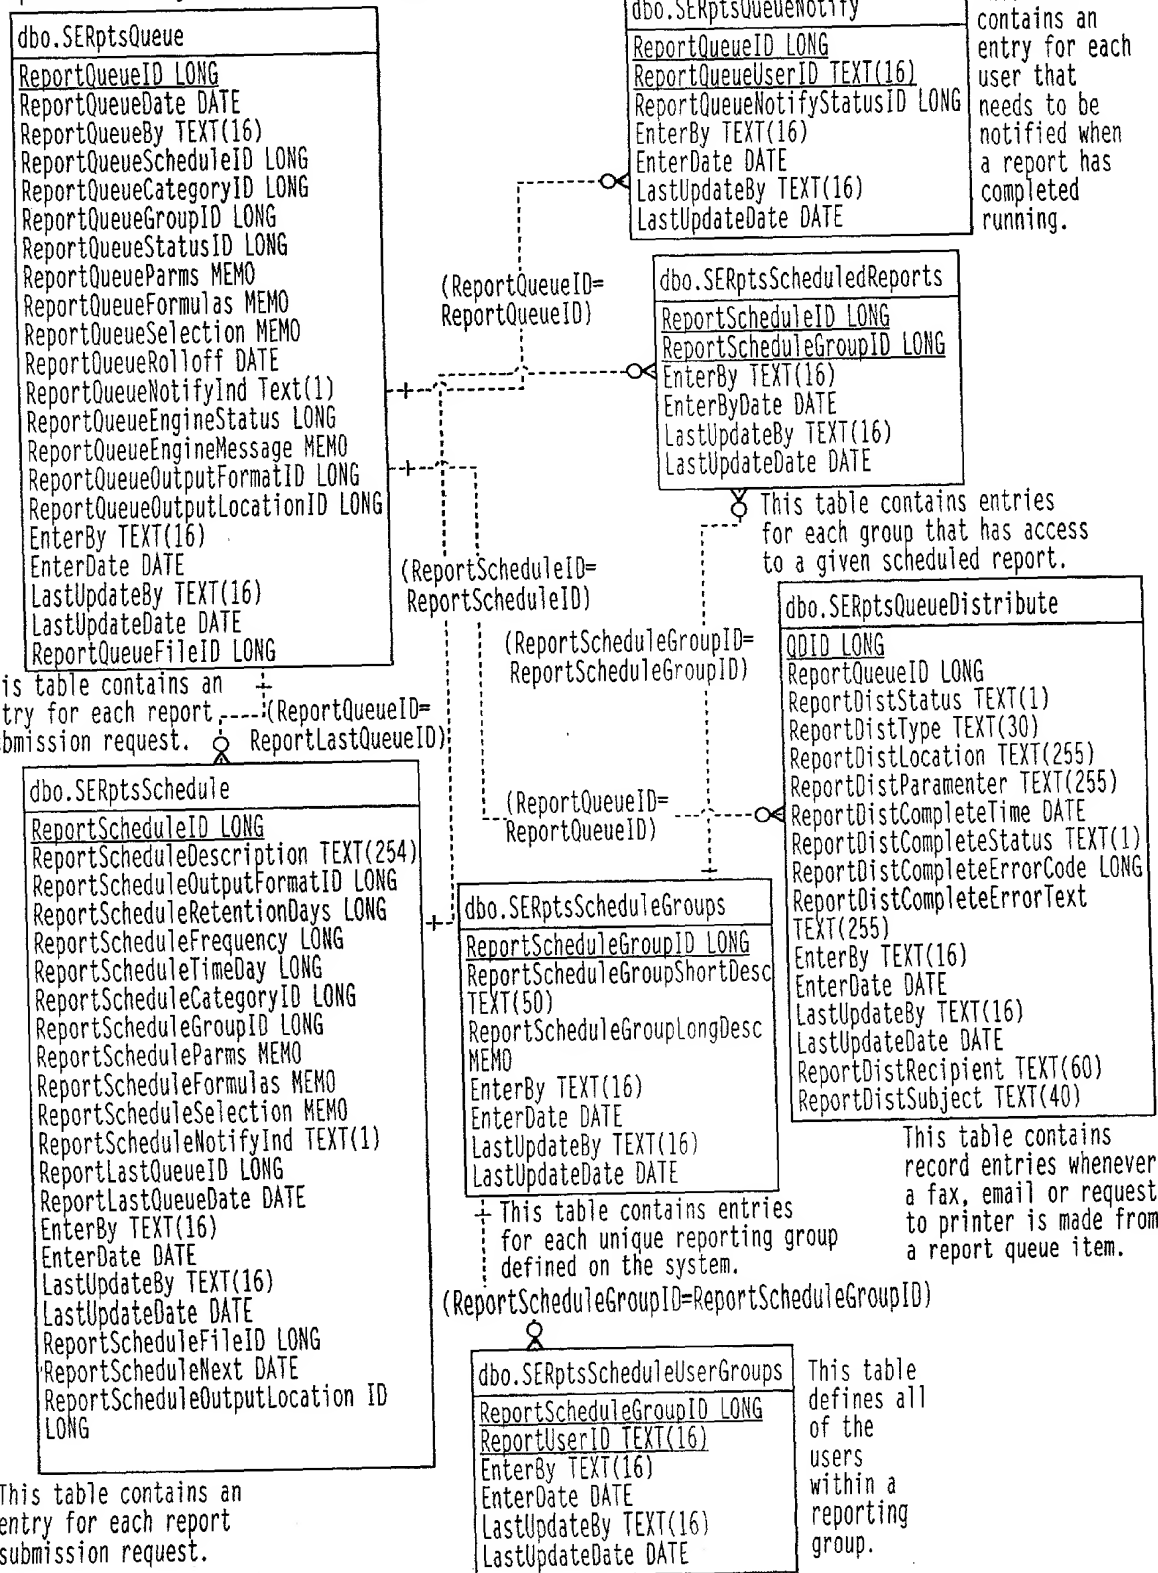 dbo.SERptsQueue
ReportQueueID LONG
ReportQueueDate DATE
ReportQueueBy TEXT(16)
ReportQueueScheduleID LONG
ReportQueueCategoryID LONG
ReportQueueGroupID LONG
ReportQueueStatusID LONG
ReportQueueParms MEMO
ReportQueueFormulas MEMO
ReportQueueSelection MEMO
ReportQueueRolloff DATE
ReportQueueNotifyInd Text(1)
ReportQueueEngineStatus LONG
ReportQueueEngineMessage MEMO
ReportQueueOutputFormatID LONG
ReportQueueOutputLocationID LONG
EnterBy TEXT(16)
EnterDate DATE
LastUpdateBy TEXT(16)
LastUpdateDate DATE
ReportQueueFileID LONG
is table contains an
try for each report
bmission request.
(ReportQueueID=
ReportLastQueueID)
dbo.SERptsSchedule
ReportScheduleID LONG
ReportScheduleDescription TEXT(254)
ReportScheduleOutputFormatID LONG
ReportScheduleRetentionDays LONG
ReportScheduleFrequency LONG
ReportScheduleTimeDay LONG
ReportScheduleCategoryID LONG
ReportScheduleGroupID LONG
ReportScheduleParms MEMO
ReportScheduleFormulas MEMO
ReportScheduleSelection MEMO
ReportScheduleNotifyInd TEXT(1)
ReportLastQueueID LONG
ReportLastQueueDate DATE
EnterBy TEXT(16)
EnterDate DATE
LastUpdateBy TEXT(16)
LastUpdateDate DATE
ReportScheduleFileID LONG
ReportScheduleNext DATE
ReportScheduleOutputLocation ID
LONG
This table contains an
entry for each report
submission request.
dbo.SERptsQueueNotify
ReportQueueID LONG
ReportQueueUserID TEXT(16)
ReportQueueNotifyStatusID LONG
EnterBy TEXT(16)
EnterDate DATE
LastUpdateBy TEXT(16)
LastUpdateDate DATE
contains an
entry for each
user that
needs to be
notified when
a report has
completed
running.
(ReportQueueID=
ReportQueueID)
dbo.SERptsScheduledReports
ReportScheduleID LONG
ReportScheduleGroupID LONG
EnterBy TEXT(16)
EnterByDate DATE
LastUpdateBy TEXT(16)
LastUpdateDate DATE
This table contains entries
for each group that has access
to a given scheduled report.
(ReportScheduleID=
ReportScheduleID)
(ReportScheduleGroupID=
ReportScheduleGroupID)
dbo.SERptsQueueDistribute
QDID LONG
ReportQueueID LONG
ReportDistStatus TEXT(1)
ReportDistType TEXT(30)
ReportDistLocation TEXT(255)
ReportDistParamenter TEXT(255)
ReportDistCompleteTime DATE
ReportDistCompleteStatus TEXT(1)
ReportDistCompleteErrorCode LONG
ReportDistCompleteErrorText
TEXT(255)
EnterBy TEXT(16)
EnterDate DATE
LastUpdateBy TEXT(16)
LastUpdateDate DATE
ReportDistRecipient TEXT(60)
ReportDistSubject TEXT(40)
This table contains
record entries whenever
a fax, email or request
to printer is made from
a report queue item.
(ReportQueueID=
ReportQueueID)
dbo.SERptsScheduleGroups
ReportScheduleGroupID LONG
ReportScheduleGroupShortDesc
TEXT(50)
ReportScheduleGroupLongDesc
MEMO
EnterBy TEXT(16)
EnterDate DATE
LastUpdateBy TEXT(16)
LastUpdateDate DATE
This table contains entries
for each unique reporting group
defined on the system.
(ReportScheduleGroupID=ReportScheduleGroupID)
dbo.SERptsScheduleUserGroups
ReportScheduleGroupID LONG
ReportUserID TEXT(16)
EnterBy TEXT(16)
EnterDate DATE
LastUpdateBy TEXT(16)
LastUpdateDate DATE
This table
defines all
of the
users
within a
reporting
group.